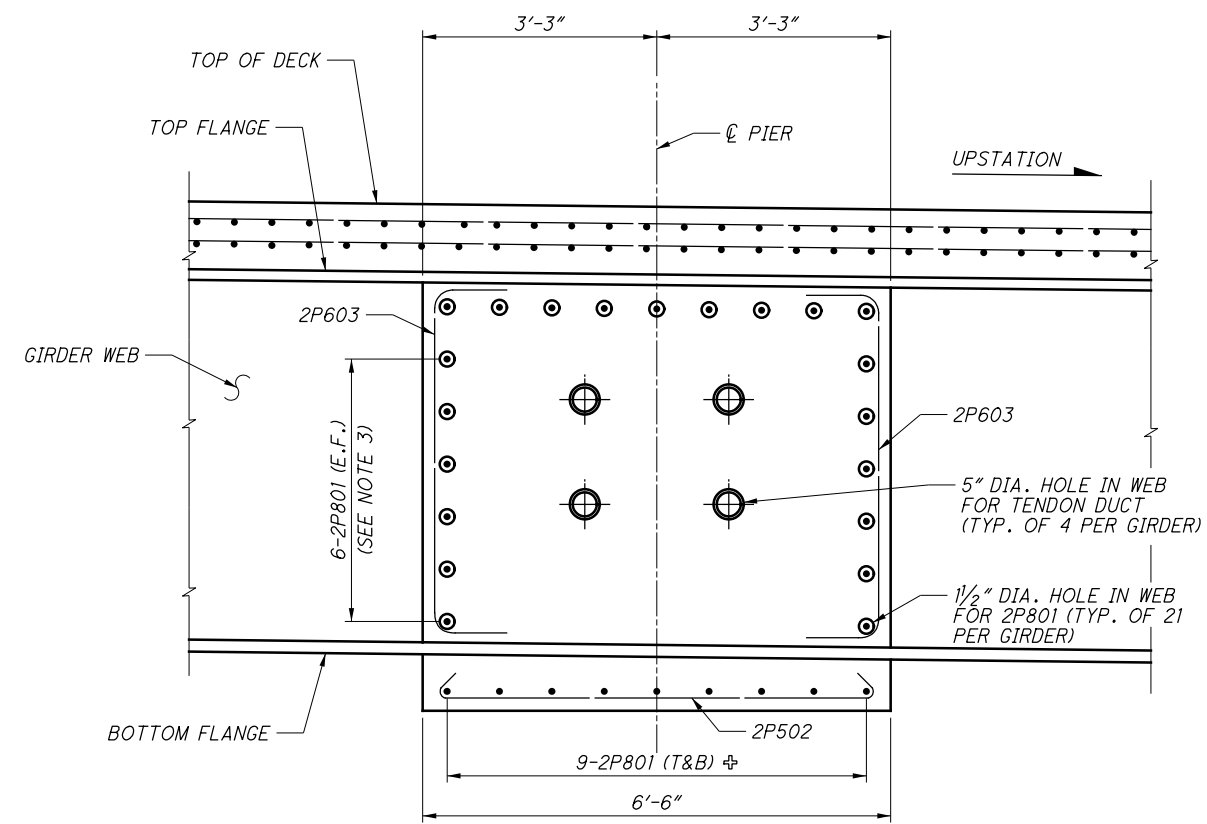 3'-3"
3'-3"
TOP OF DECK
TOP FLANGE
℄ PIER
UPSTATION
2P603
GIRDER WEB
6-2P801 (E.F.)
(SEE NOTE 3)
2P603
5" DIA. HOLE IN WEB
FOR TENDON DUCT
(TYP. OF 4 PER GIRDER)
1½" DIA. HOLE IN WEB
FOR 2P801 (TYP. OF 21
PER GIRDER)
BOTTOM FLANGE
2P502
9-2P801 (T&B) ✙
6'-6"